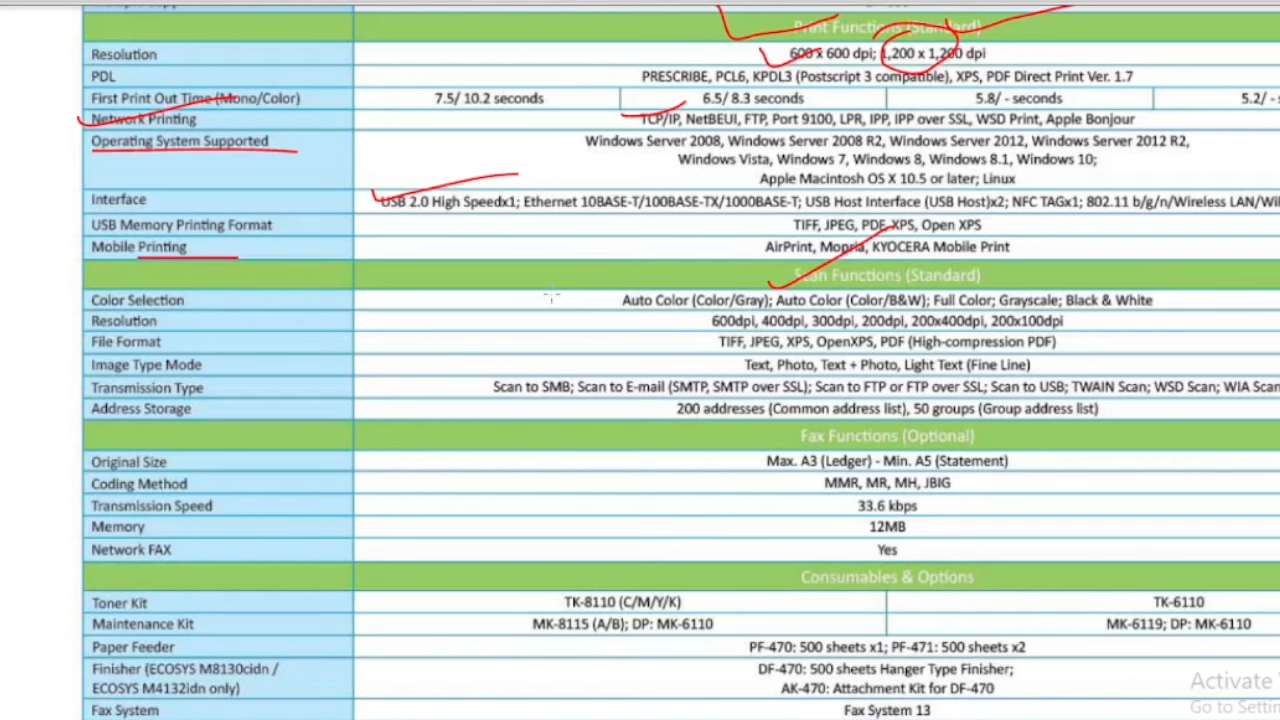 Print Functions (Standard)
Resolution 600 x 600 dpi; 1,200 x 1,200 dpi
PDL PRESCRIBE, PCL6, KPDL3 (Postscript 3 compatible), XPS, PDF Direct Print Ver. 1.7
First Print Out Time (Mono/Color) 7.5/ 10.2 seconds 6.5/ 8.3 seconds 5.8/ - seconds 5.2/ -
Network Printing TCP/IP, NetBEUI, FTP, Port 9100, LPR, IPP, IPP over SSL, WSD Print, Apple Bonjour
Operating System Supported Windows Server 2008, Windows Server 2008 R2, Windows Server 2012, Windows Server 2012 R2,
Windows Vista, Windows 7, Windows 8, Windows 8.1, Windows 10;
Apple Macintosh OS X 10.5 or later; Linux
Interface USB 2.0 High Speedx1; Ethernet 10BASE-T/100BASE-TX/1000BASE-T; USB Host Interface (USB Host)x2; NFC TAGx1; 802.11 b/g/n/Wireless LAN/Wi
USB Memory Printing Format TIFF, JPEG, PDF, XPS, Open XPS
Mobile Printing AirPrint, Mopria, KYOCERA Mobile Print
Scan Functions (Standard)
Color Selection Auto Color (Color/Gray); Auto Color (Color/B&W); Full Color; Grayscale; Black & White
Resolution 600dpi, 400dpi, 300dpi, 200dpi, 200x400dpi, 200x100dpi
File Format TIFF, JPEG, XPS, OpenXPS, PDF (High-compression PDF)
Image Type Mode Text, Photo, Text + Photo, Light Text (Fine Line)
Transmission Type Scan to SMB; Scan to E-mail (SMTP, SMTP over SSL); Scan to FTP or FTP over SSL; Scan to USB; TWAIN Scan; WSD Scan; WIA Scan
Address Storage 200 addresses (Common address list), 50 groups (Group address list)
Fax Functions (Optional)
Original Size Max. A3 (Ledger) - Min. A5 (Statement)
Coding Method MMR, MR, MH, JBIG
Transmission Speed 33.6 kbps
Memory 12MB
Network FAX Yes
Consumables & Options
Toner Kit TK-8110 (C/M/Y/K) TK-6110
Maintenance Kit MK-8115 (A/B); DP: MK-6110 MK-6119; DP: MK-6110
Paper Feeder PF-470: 500 sheets x1; PF-471: 500 sheets x2
Finisher (ECOSYS M8130cidn / DF-470: 500 sheets Hanger Type Finisher;
ECOSYS M4132idn only) AK-470: Attachment Kit for DF-470
Fax System Fax System 13
Activate
Go to Settin